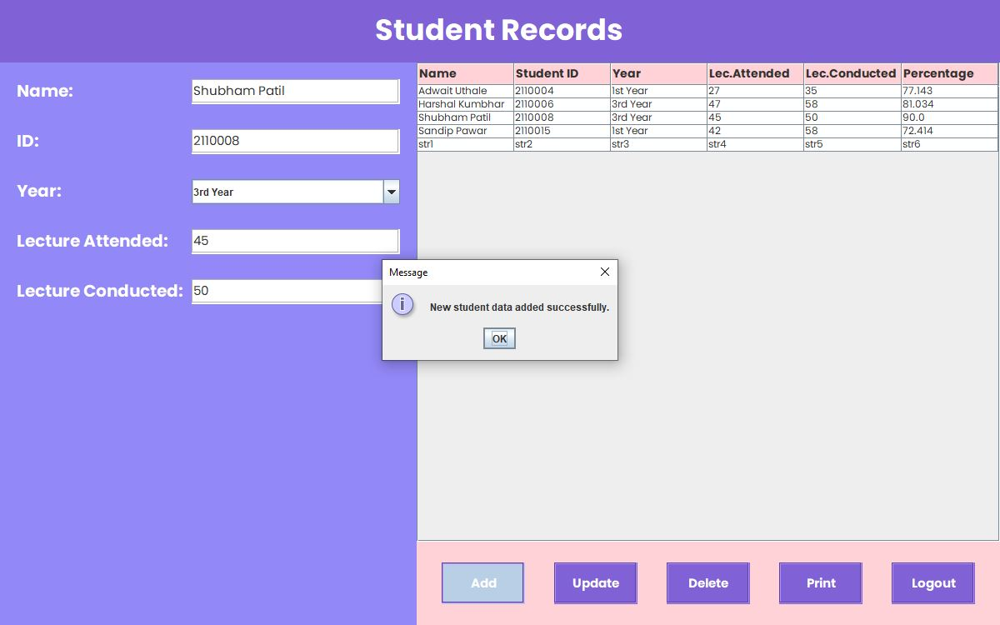 Student Records
Name: Shubham Patil
ID: 2110008
Year: 3rd Year
Lecture Attended: 45
Lecture Conducted: 50
Name Student ID Year Lec.Attended Lec.Conducted Percentage
Adwait Uthale 2110004 1st Year 27 35 77.143
Harshal Kumbhar 2110006 3rd Year 47 58 81.034
Shubham Patil 2110008 3rd Year 45 50 90.0
Sandip Pawar 2110015 1st Year 42 58 72.414
str1 str2 str3 str4 str5 str6
Message
New student data added successfully.
OK
Add Update Delete Print Logout